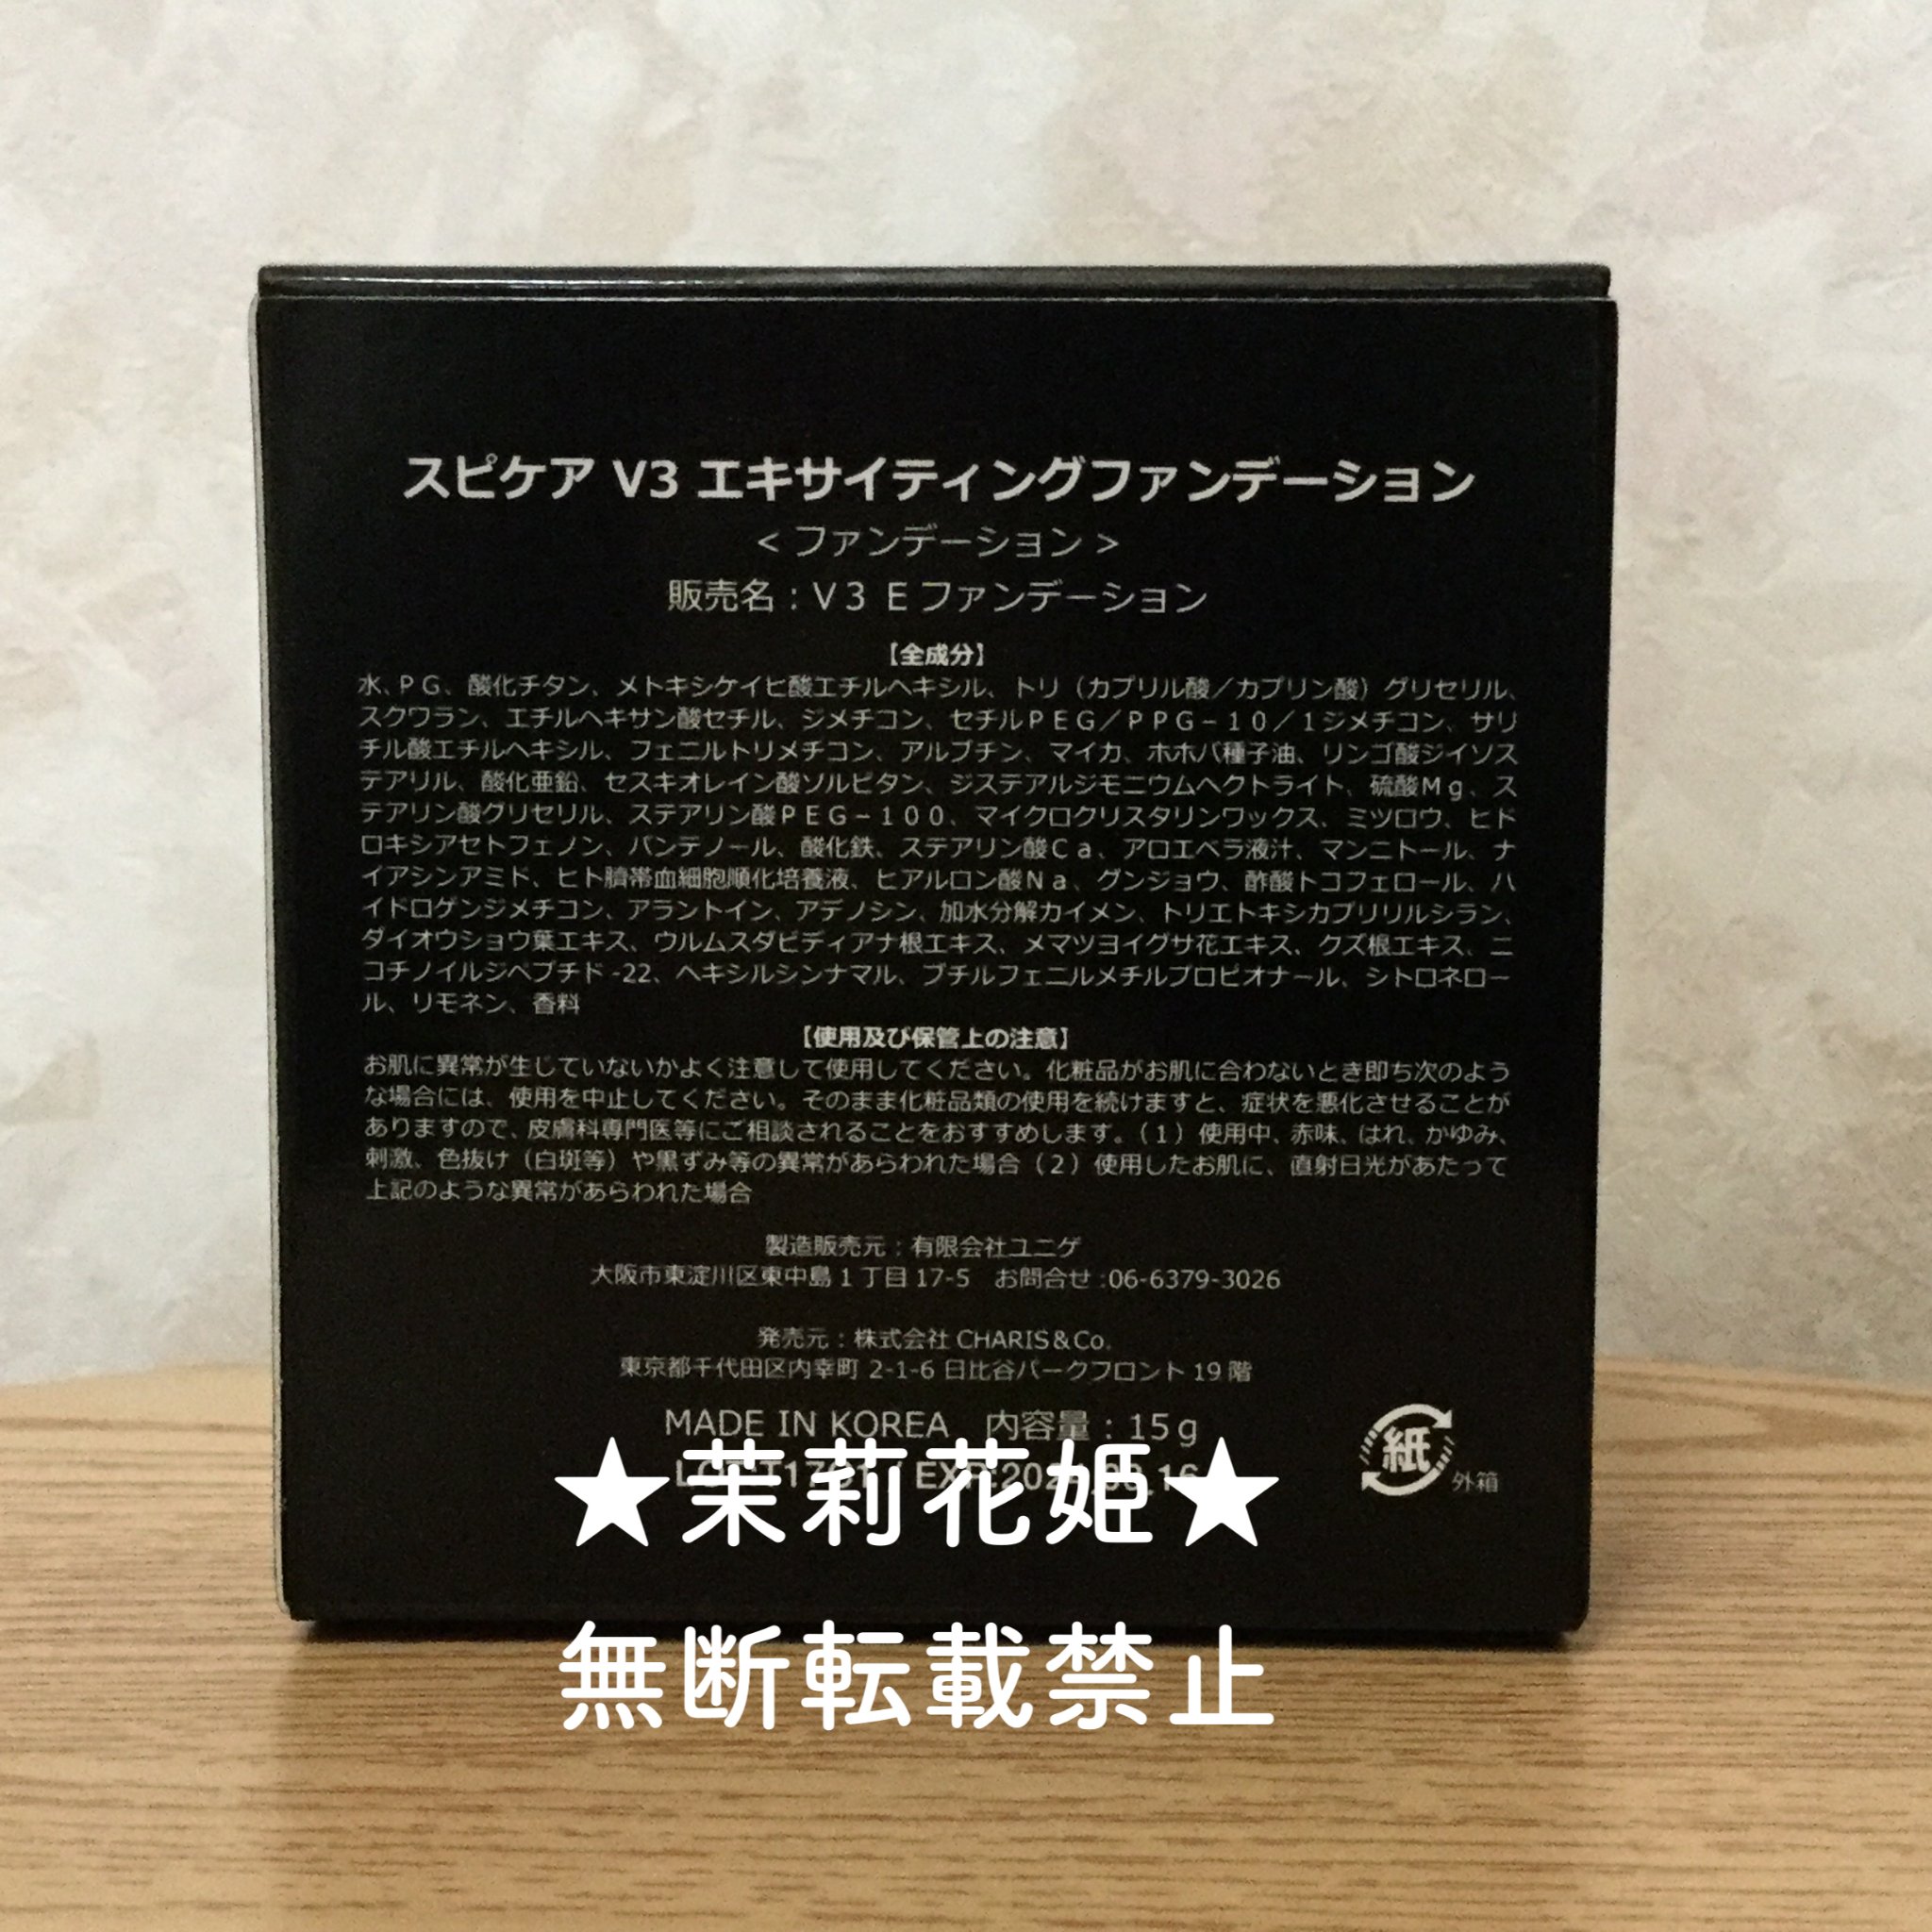 スピケア V3 エキサイティングファンデーション
<ファンデーション>
販売名：V3 Eファンデーション
【全成分】
水、PG、酸化チタン、メトキシケイヒ酸エチルヘキシル、トリ（カプリル酸／カプリン酸）グリセリル、
スクワラン、エチルヘキサン酸セチル、ジメチコン、セチルPEG／PPG－10／1ジメチコン、サリ
チル酸エチルヘキシル、フェニルトリメチコン、アルブチン、マイカ、ホホバ種子油、リンゴ酸ジイソス
テアリル、酸化亜鉛、セスキオレイン酸ソルビタン、ジステアルジモニウムヘクトライト、硫酸Mg、ス
テアリン酸グリセリル、ステアリン酸PEG－100、マイクロクリスタリンワックス、ミツロウ、ヒド
ロキシアセトフェノン、パンテノール、酸化鉄、ステアリン酸Ca、アロエベラ液汁、マンニトール、ナ
イアシンアミド、ヒト臍帯血細胞順化培養液、ヒアルロン酸Na、グンジョウ、酢酸トコフェロール、ハ
イドロゲンジメチコン、アラントイン、アデノシン、加水分解カイメン、トリエトキシカプリリルシラン、
ダイオウショウ葉エキス、ウルムスダビディアナ根エキス、メマツヨイグサ花エキス、クズ根エキス、ニ
コチノイルジペプチド-22、ヘキシルシンナマル、ブチルフェニルメチルプロピオナール、シトロネロー
ル、リモネン、香料
【使用及び保管上の注意】
お肌に異常が生じていないかよく注意して使用してください。化粧品がお肌に合わないとき即ち次のよう
な場合には、使用を中止してください。そのまま化粧品類の使用を続けますと、症状を悪化させることが
ありますので、皮膚科専門医等にご相談されることをおすすめします。（1）使用中、赤味、はれ、かゆみ、
刺激、色抜け（白斑等）や黒ずみ等の異常があらわれた場合（2）使用したお肌に、直射日光があたって
上記のような異常があらわれた場合
製造販売元：有限会社ユニゲ
大阪市東淀川区東中島1丁目17-5 お問合せ:06-6379-3026
発売元：株式会社 CHARIS＆Co.
東京都千代田区内幸町 2-1-6 日比谷パークフロント19階
MADE IN KOREA 内容量：15g
紙
外箱
★茉莉花姫★
無断転載禁止